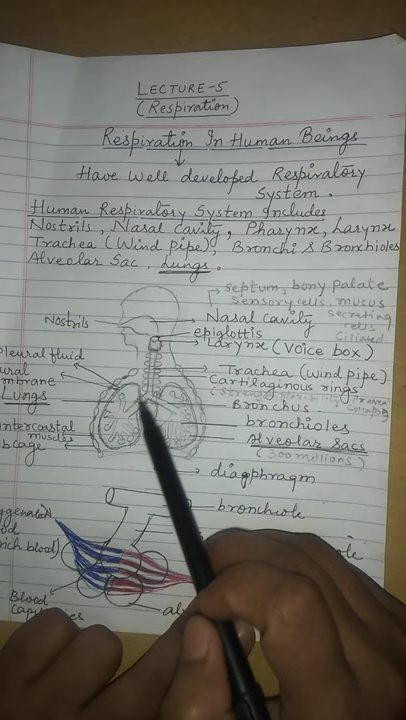 LECTURE-5
(Respiration)
Respiration In Human Beings
Have Well developed Respiratory
System.
Human Respiratory System Includes
Nostrils, Nasal Cavity, Pharynx, Larynx
Trachea (Wind pipe), Bronchi & Bronchioles
Alveolar Sac, Lungs.
septum, bony palate
Sensory cells, mucus
secreting
cells
ciliated
Nostrils
Nasal cavity
epiglottis
Larynx (Voice box)
Pleural fluid
Trachea (Wind pipe)
Cartilaginous rings
Lungs
Bronchus
bronchioles
intercostal
muscles
Alveolar sacs
(300 millions)
diaphragm
bronchiole
rich blood)
Blood